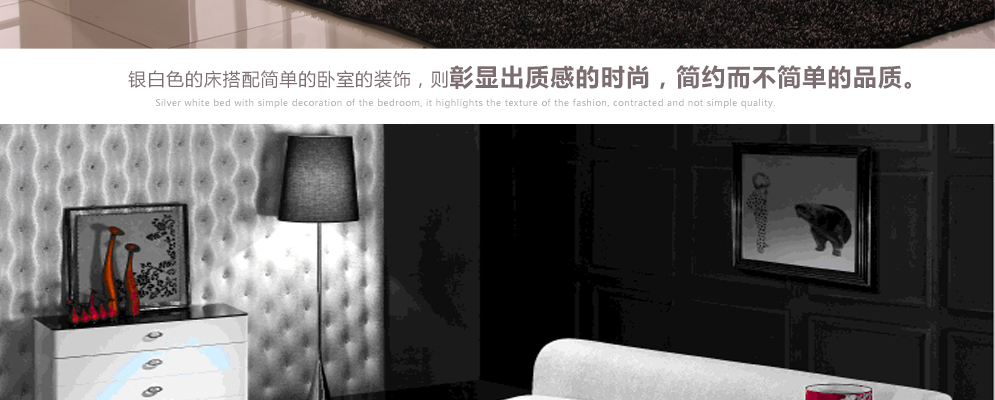 银白色的床搭配简单的卧室的装饰，则彰显出质感的时尚，简约而不简单的品质。
Silver white bed with simple decoration of the bedroom, it highlights the texture of the fashion, contracted and not simple quality.